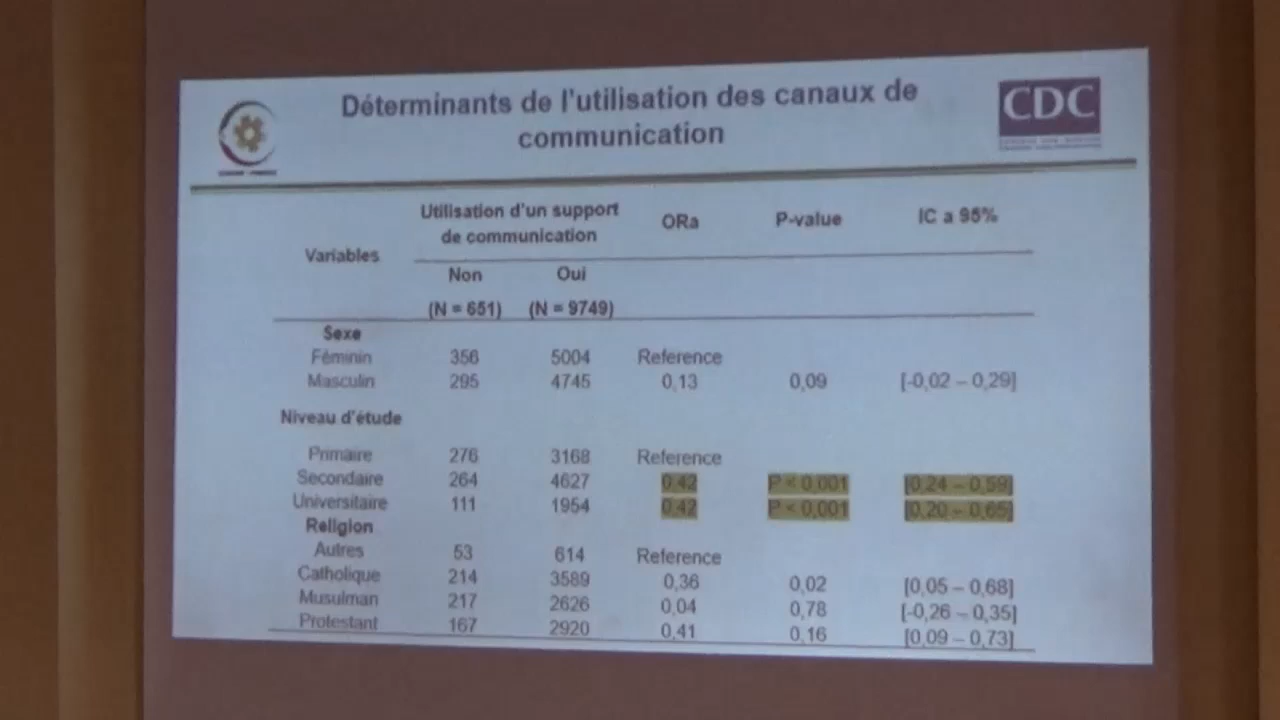 Déterminants de l'utilisation des canaux de
communication
CDC
Variables
Utilisation d'un support
de communication
ORa
P-value
IC a 95%
Non
Oui
(N = 651)
(N = 9749)
Sexe
Féminin 356 5004 Reference
Masculin 295 4745 0,13 0,09 [-0,02 – 0,29]
Niveau d'étude
Primaire 276 3168 Reference
Secondaire 264 4627 0,42 P < 0,001 [0,24 – 0,59]
Universitaire 111 1954 0,42 P < 0,001 [0,20 – 0,65]
Religion
Autres 53 614 Reference
Catholique 214 3589 0,36 0,02 [0,05 – 0,68]
Musulman 217 2626 0,04 0,78 [-0,26 – 0,35]
Protestant 167 2920 0,41 0,16 [0,09 – 0,73]